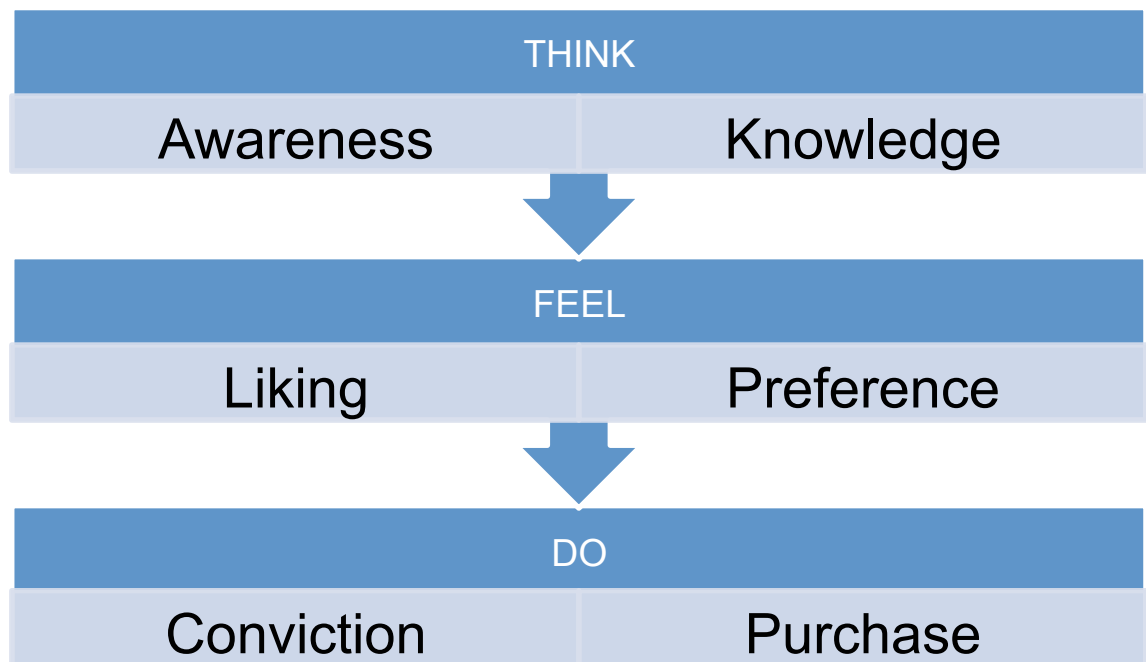 THINK
Awareness Knowledge
FEEL
Liking Preference
DO
Conviction Purchase